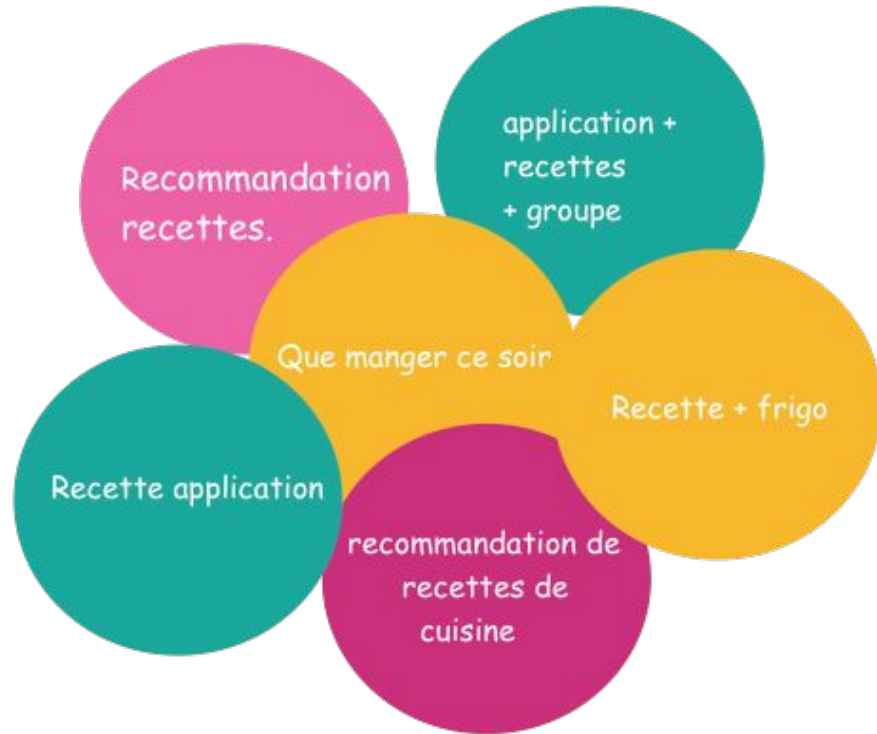 Recommandation
recettes.
application +
recettes
+ groupe
Que manger ce soir
Recette + frigo
Recette application
recommandation de
recettes de
cuisine